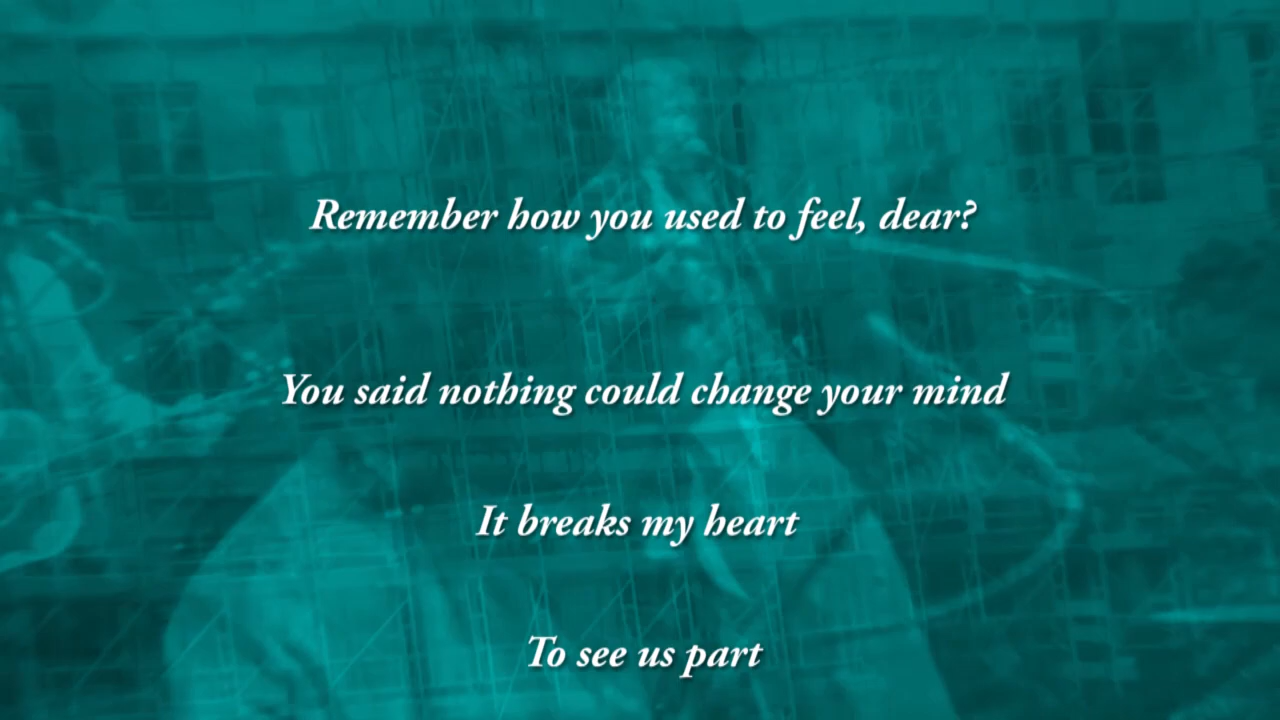 Remember how you used to feel, dear?
You said nothing could change your mind
It breaks my heart
To see us part